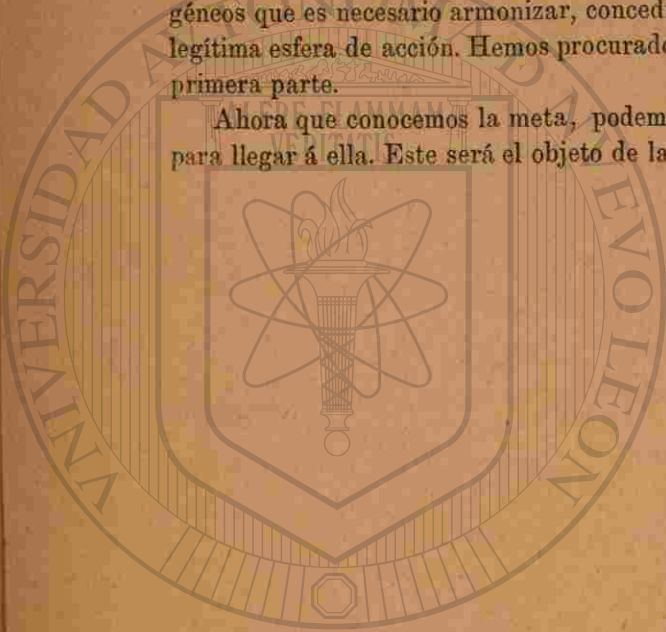 géneos que es necesario armonizar, conced
legítima esfera de acción. Hemos procurado
primera parte.
Ahora que conocemos la meta, podem
para llegar á ella. Este será el objeto de la
ALERE FLAMMAM
VERITATIS